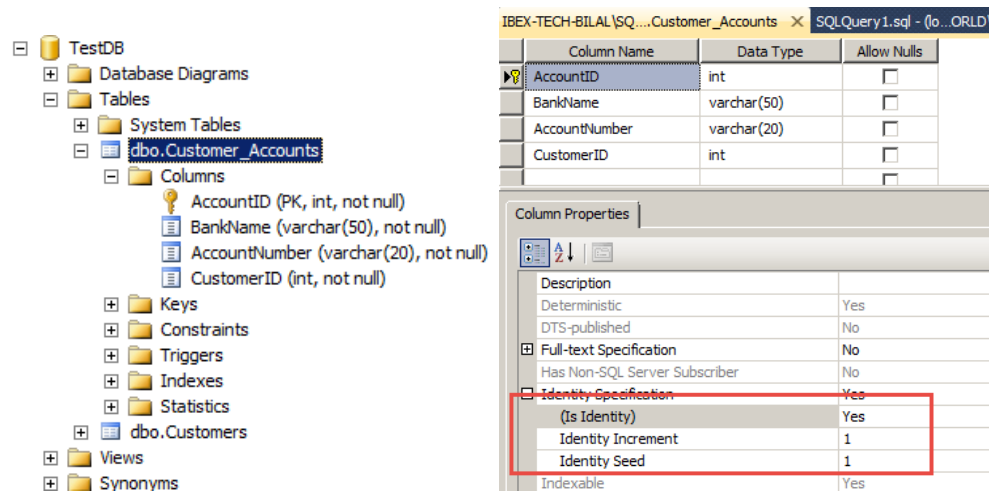 TestDB
Database Diagrams
Tables
System Tables
dbo.Customer_Accounts
Columns
AccountID (PK, int, not null)
BankName (varchar(50), not null)
AccountNumber (varchar(20), not null)
CustomerID (int, not null)
Keys
Constraints
Triggers
Indexes
Statistics
dbo.Customers
Views
Synonyms
IBEX-TECH-BILAL\SQ....Customer_Accounts SQLQuery1.sql - (lo...ORLD\
Column Name Data Type Allow Nulls
AccountID int
BankName varchar(50)
AccountNumber varchar(20)
CustomerID int
Column Properties
Description
Deterministic Yes
DTS-published No
Full-text Specification No
Has Non-SQL Server Subscriber No
Identity Specification Yes
(Is Identity) Yes
Identity Increment 1
Identity Seed 1
Indexable Yes